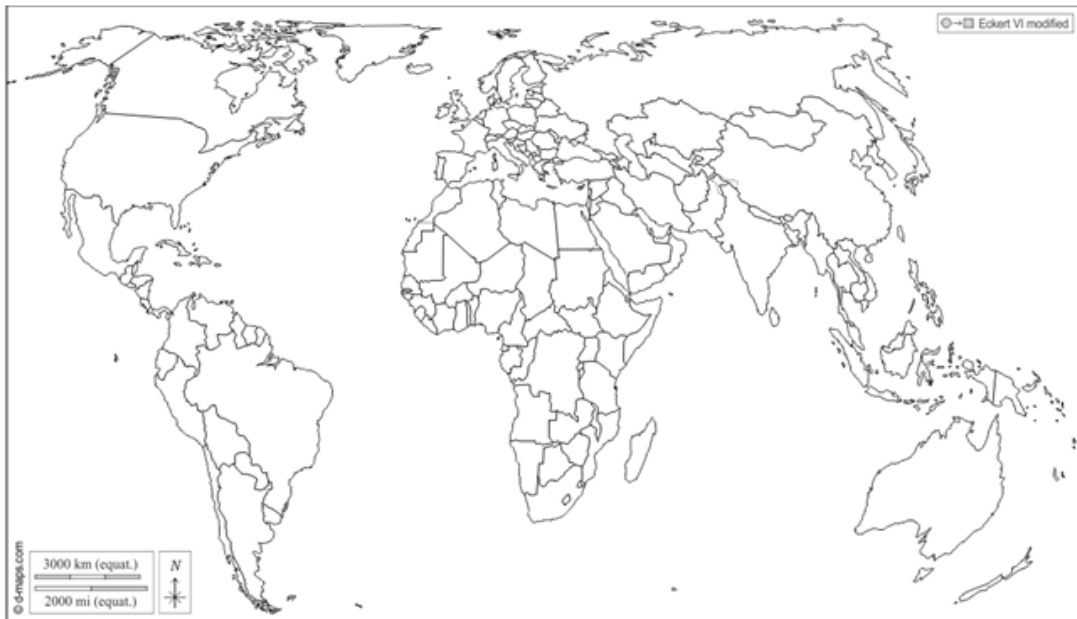 Eckert VI modified
© d-maps.com
3000 km (equat.)
2000 mi (equat.)
N